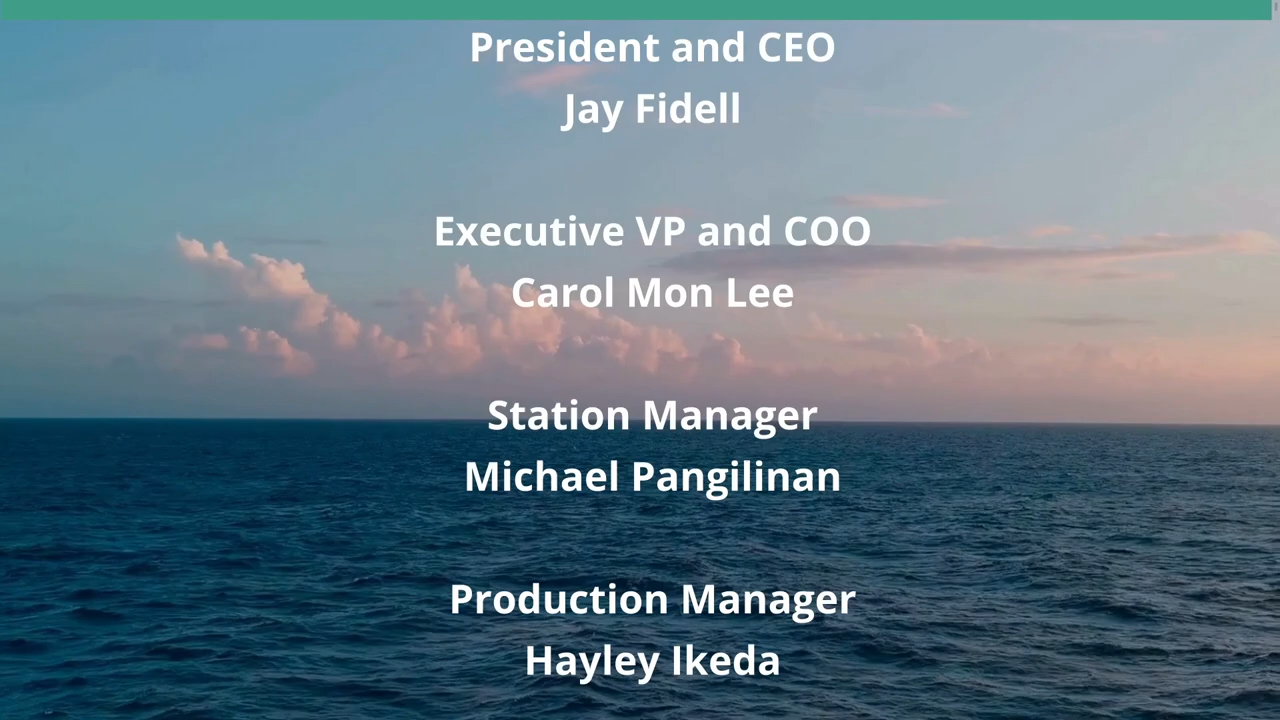 President and CEO
Jay Fidell
Executive VP and COO
Carol Mon Lee
Station Manager
Michael Pangilinan
Production Manager
Hayley Ikeda